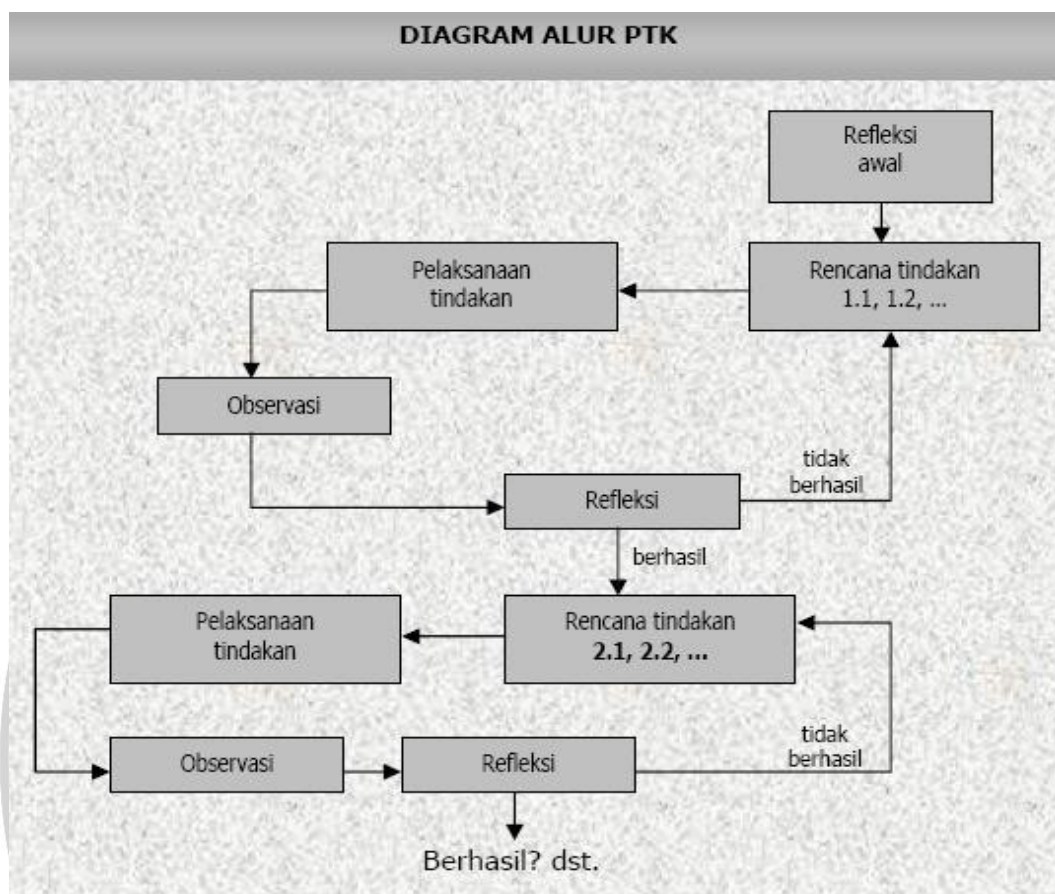 DIAGRAM ALUR PTK
Refleksi
awal
Rencana tindakan
1.1, 1.2, ...
Pelaksanaan
tindakan
Observasi
Refleksi
tidak
berhasil
berhasil
Rencana tindakan
2.1, 2.2, ...
Pelaksanaan
tindakan
Observasi
Refleksi
tidak
berhasil
Berhasil? dst.